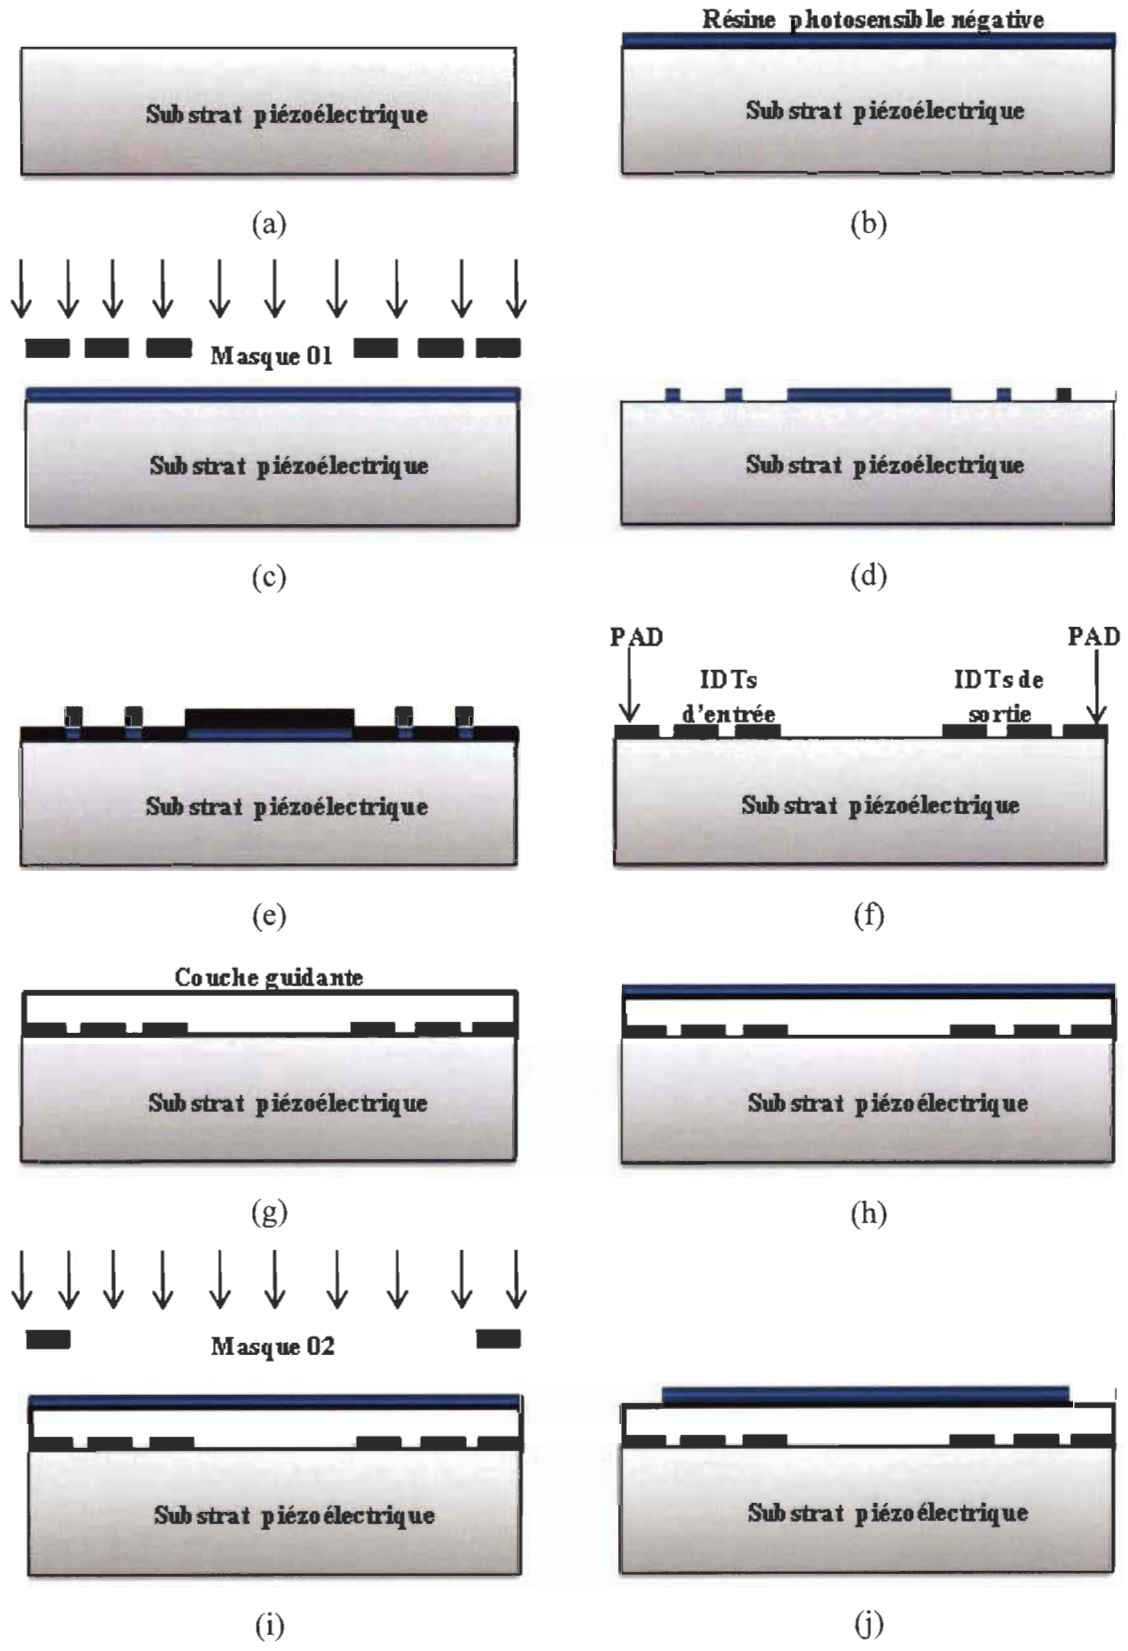 Résine photosensible négative
Substrat piézoélectrique
Substrat piézoélectrique
(a)
(b)
Masque 01
Substrat piézoélectrique
Substrat piézoélectrique
(c)
(d)
PAD
PAD
IDTs
d'entrée
IDTs de
sortie
Substrat piézoélectrique
Substrat piézoélectrique
(e)
(f)
Couche guidante
Substrat piézoélectrique
Substrat piézoélectrique
(g)
(h)
Masque 02
Substrat piézoélectrique
Substrat piézoélectrique
(i)
(j)